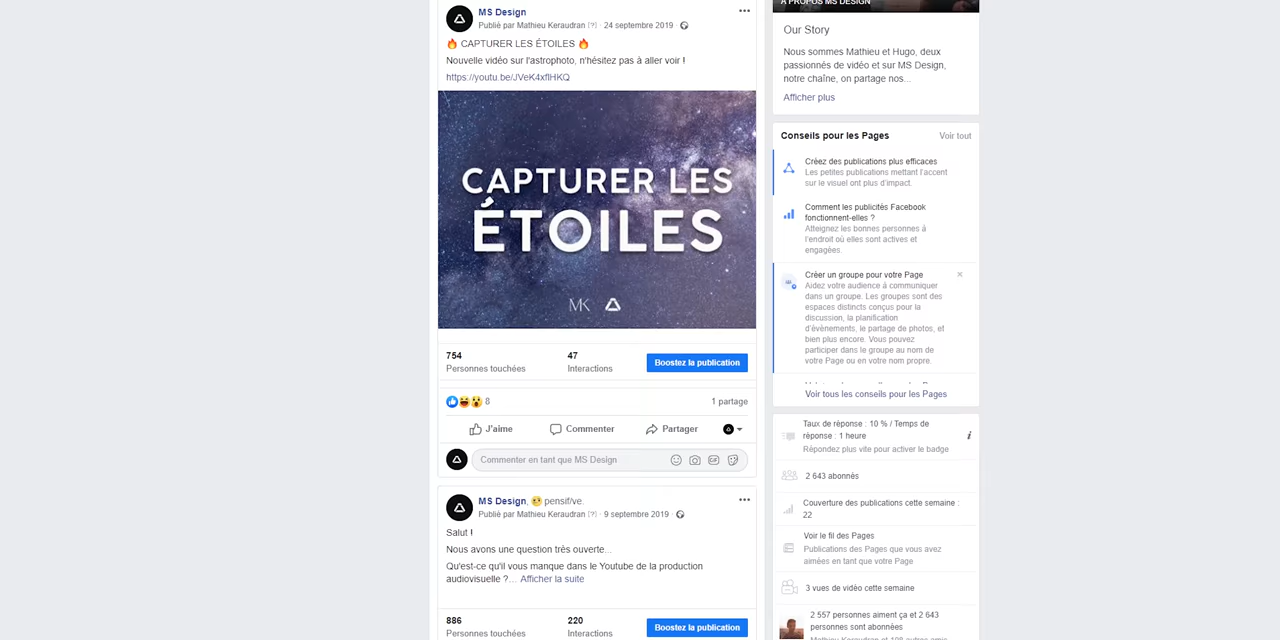 MS Design
Publié par Mathieu Keraudran [?] · 24 septembre 2019 ·
🔥 CAPTURER LES ÉTOILES 🔥
Nouvelle vidéo sur l'astrophoto, n'hésitez pas à aller voir !
https://youtu.be/JVeK4xflHKQ
CAPTURER LES
ÉTOILES
MK
754
Personnes touchées
47
Interactions
Boostez la publication
8
1 partage
J'aime
Commenter
Partager
Commenter en tant que MS Design
GIF
MS Design, pensif/ve.
Publié par Mathieu Keraudran [?] · 9 septembre 2019 ·
Salut !
Nous avons une question très ouverte...
Qu'est-ce qu'il vous manque dans le Youtube de la production
audiovisuelle ?... Afficher la suite
886
Personnes touchées
220
Interactions
Boostez la publication
À PROPOS MS DESIGN
Our Story
Nous sommes Mathieu et Hugo, deux
passionnés de vidéo et sur MS Design,
notre chaîne, on partage nos...
Afficher plus
Conseils pour les Pages
Voir tout
Créez des publications plus efficaces
Les petites publications mettant l'accent
sur le visuel ont plus d'impact.
Comment les publicités Facebook
fonctionnent-elles ?
Atteignez les bonnes personnes à
l'endroit où elles sont actives et
engagées.
Créer un groupe pour votre Page
Aidez votre audience à communiquer
dans un groupe. Les groupes sont des
espaces distincts conçus pour la
discussion, la planification
d'évènements, le partage de photos, et
bien plus encore. Vous pouvez
participer dans le groupe au nom de
votre Page ou en votre nom propre.
Voir tous les conseils pour les Pages
Taux de réponse : 10 % / Temps de
réponse : 1 heure
Répondez plus vite pour activer le badge
2 643 abonnés
Couverture des publications cette semaine :
22
Voir le fil des Pages
Publications des Pages que vous avez
aimées en tant que votre Page
3 vues de vidéo cette semaine
2 557 personnes aiment ça et 2 643
personnes sont abonnées
Mathieu Keraudran et 108 autres amis